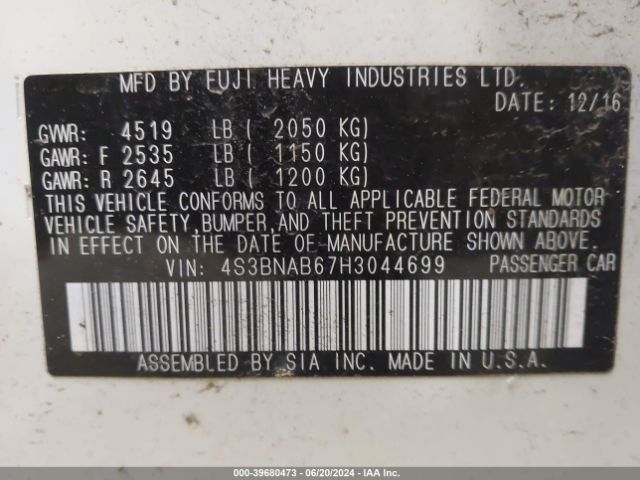 MFD BY FUJI HEAVY INDUSTRIES LTD.
DATE: 12/16
GVWR: 4519 LB ( 2050 KG)
GAWR: F 2535 LB ( 1150 KG)
GAWR: R 2645 LB ( 1200 KG)
THIS VEHICLE CONFORMS TO ALL APPLICABLE FEDERAL MOTOR
VEHICLE SAFETY,BUMPER,AND THEFT PREVENTION STANDARDS
IN EFFECT ON THE DATE OF MANUFACTURE SHOWN ABOVE.
VIN: 4S3BNAB67H3044699 PASSENGER CAR
ASSEMBLED BY SIA INC. MADE IN U.S.A.
000-39680473 - 06/20/2024 - IAA Inc.